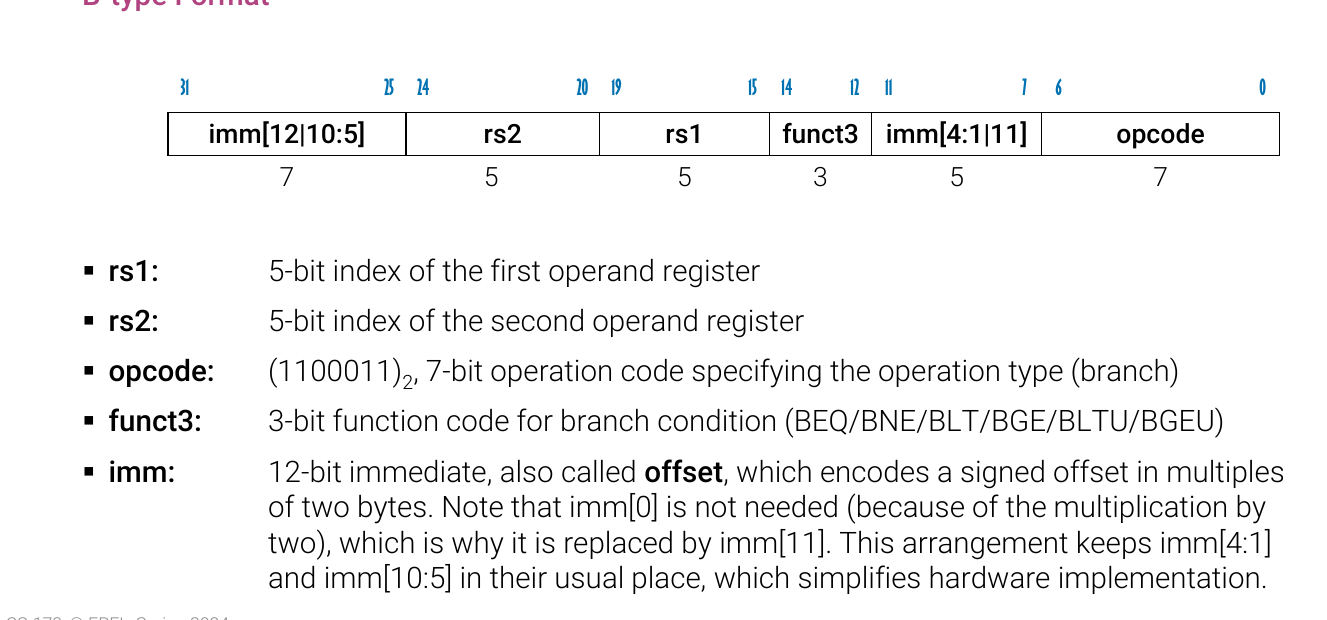 B-type Format
31 25 24 20 19 15 14 12 11 7 6 0
imm[12|10:5] rs2 rs1 funct3 imm[4:1|11] opcode
7 5 5 3 5 7
▪ rs1: 5-bit index of the first operand register
▪ rs2: 5-bit index of the second operand register
▪ opcode: (1100011)₂, 7-bit operation code specifying the operation type (branch)
▪ funct3: 3-bit function code for branch condition (BEQ/BNE/BLT/BGE/BLTU/BGEU)
▪ imm: 12-bit immediate, also called offset, which encodes a signed offset in multiples
of two bytes. Note that imm[0] is not needed (because of the multiplication by
two), which is why it is replaced by imm[11]. This arrangement keeps imm[4:1]
and imm[10:5] in their usual place, which simplifies hardware implementation.